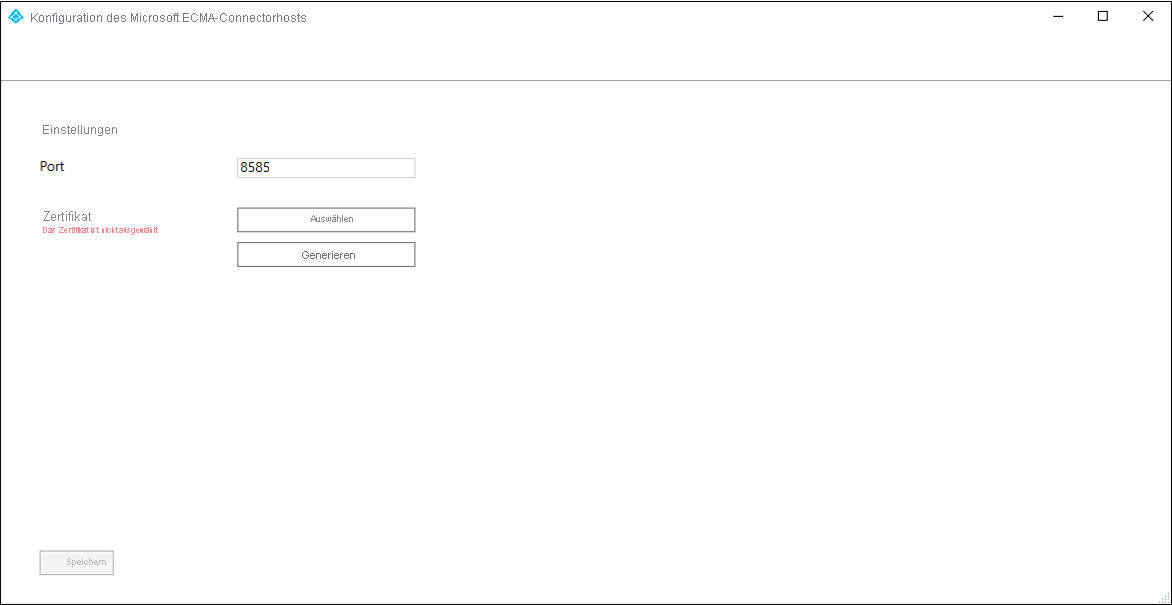 Konfiguration des Microsoft ECMA-Connectorhosts
Einstellungen
Port
8585
Zertifikat
Auswählen
Das Zertifikat ist nicht ausgewählt
Generieren
Speichern